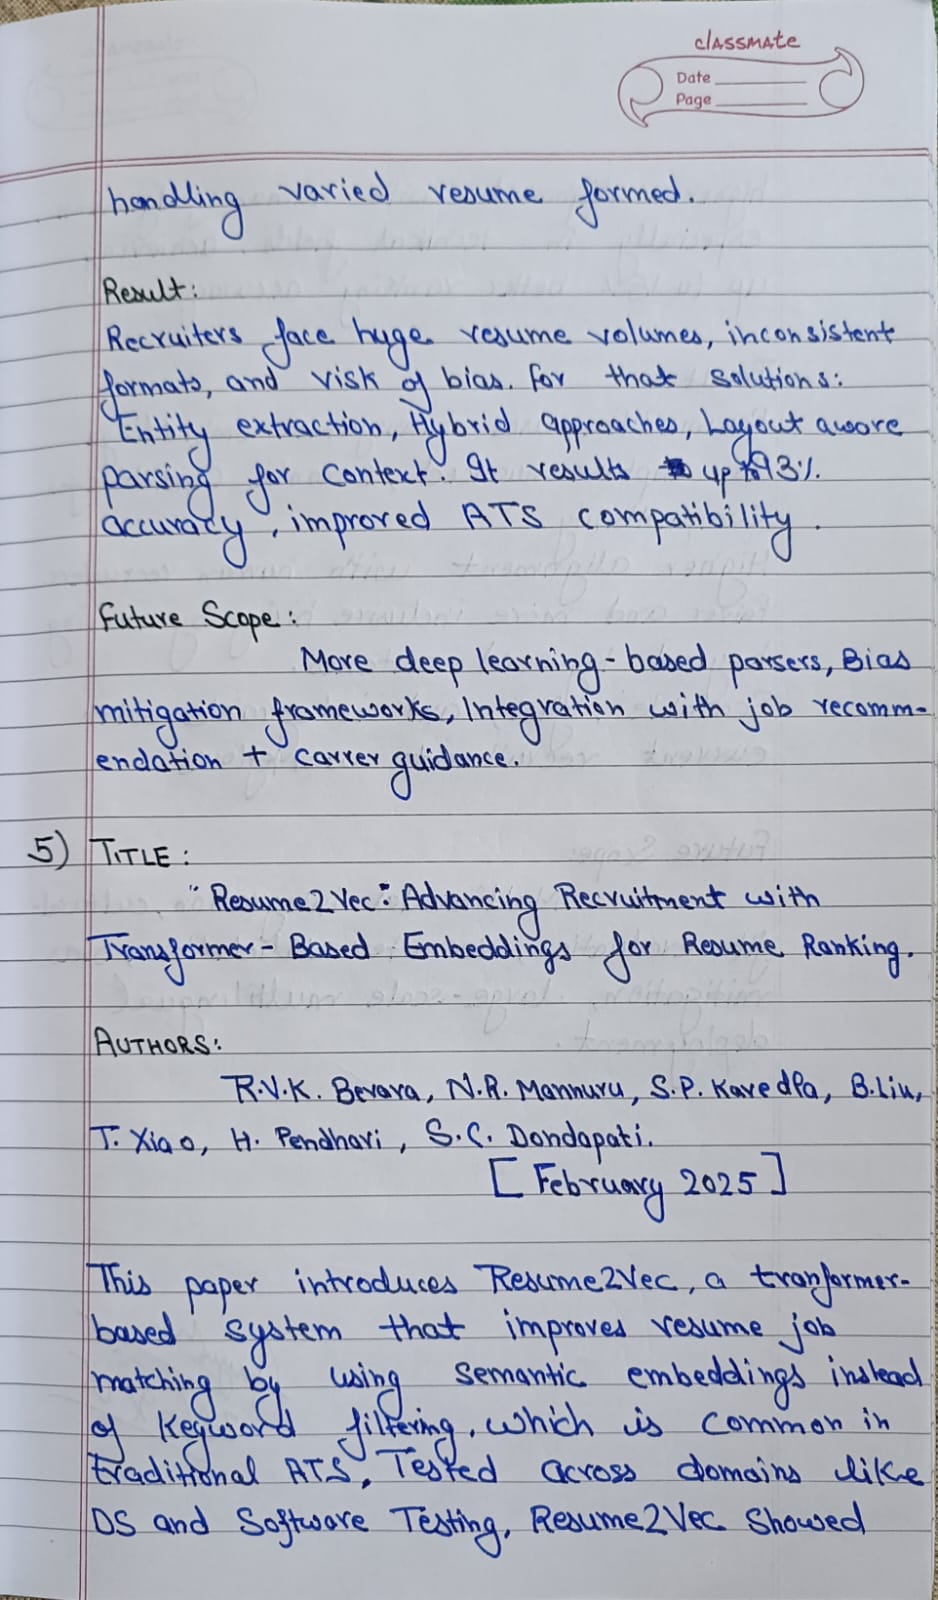 classmate
Date
Page
handling varied resume formed.
Result:
Recruiters face huge resume volumes, inconsistent
formats, and risk of bias. for that solutions:
Entity extraction, Hybrid approaches, Layout aware
parsing for context. It results up to 93%.
accuracy, improved ATS compatibility.
Future Scope:
More deep learning-based parsers, Bias
mitigation frameworks, Integration with job recomm-
endation + carrer guidance.
5) TITLE:
"Resume2Vec: Advancing Recruitment with
Transformer-Based Embeddings for Resume Ranking.
AUTHORS:
R.V.K. Bevara, N.R. Mannuru, S.P. Karedla, B.Liu,
T. Xiao, H. Pendhari, S.C. Dondapati.
[February 2025]
This paper introduces Resume2Vec, a tranformer-
based system that improves resume job
matching by using semantic embeddings instead
of keyword filtering, which is common in
traditional ATS, Tested across domains like
DS and Software Testing, Resume2Vec Showed